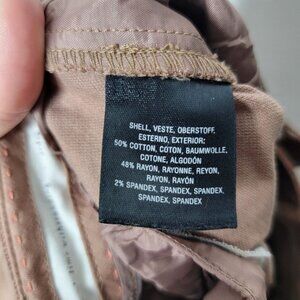 SHELL, VESTE, OBERSTOFF,
ESTERNO, EXTERIOR:
50% COTTON, COTON, BAUMWOLLE,
COTONE, ALGODÓN
48% RAYON, RAYONNE, REYON,
RAYON, RAYÓN
2% SPANDEX, SPANDEX, SPANDEX,
SPANDEX, SPANDEX